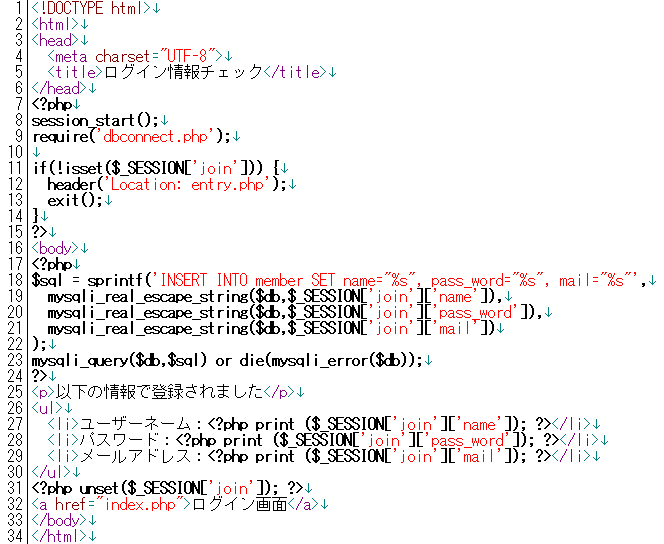 1 <!DOCTYPE html>↓
2 <html>↓
3 <head>↓
4   <meta charset="UTF-8">↓
5   <title>ログイン情報チェック</title>↓
6 </head>↓
7 <?php↓
8 session_start();↓
9 require('dbconnect.php');↓
10 ↓
11 if(!isset($_SESSION['join'])) {↓
12   header('Location: entry.php');↓
13   exit();↓
14 }↓
15 ?>↓
16 <body>↓
17 <?php↓
18 $sql = sprintf('INSERT INTO member SET name="%s", pass_word="%s", mail="%s"',↓
19   mysqli_real_escape_string($db,$_SESSION['join']['name']),↓
20   mysqli_real_escape_string($db,$_SESSION['join']['pass_word']),↓
21   mysqli_real_escape_string($db,$_SESSION['join']['mail'])↓
22 );↓
23 mysqli_query($db,$sql) or die(mysqli_error($db));↓
24 ?>↓
25 <p>以下の情報で登録されました</p>↓
26 <ul>↓
27   <li>ユーザーネーム：<?php print ($_SESSION['join']['name']); ?></li>↓
28   <li>パスワード：<?php print ($_SESSION['join']['pass_word']); ?></li>↓
29   <li>メールアドレス：<?php print ($_SESSION['join']['mail']); ?></li>↓
30 </ul>↓
31 <?php unset($_SESSION['join']); ?>↓
32 <a href="index.php">ログイン画面</a>↓
33 </body>↓
34 </html>↓